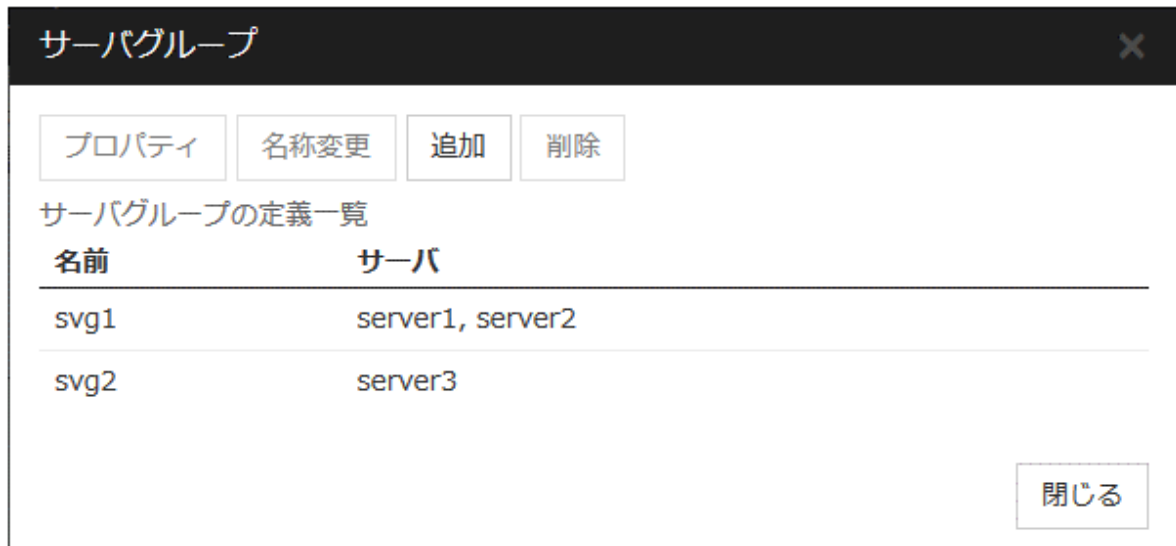 サーバグループ
プロパティ 名称変更 追加 削除
サーバグループの定義一覧
名前 サーバ
svg1 server1, server2
svg2 server3
閉じる